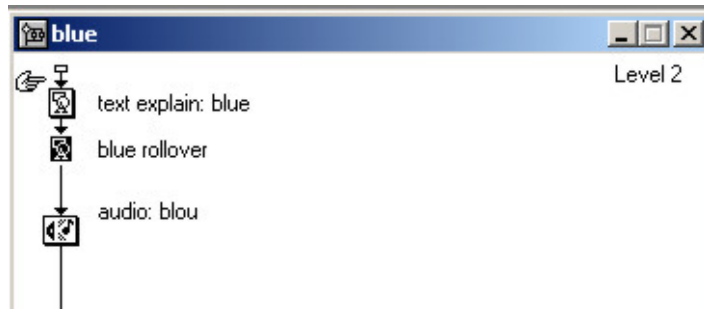 blue
Level 2
text explain: blue
blue rollover
audio: blou